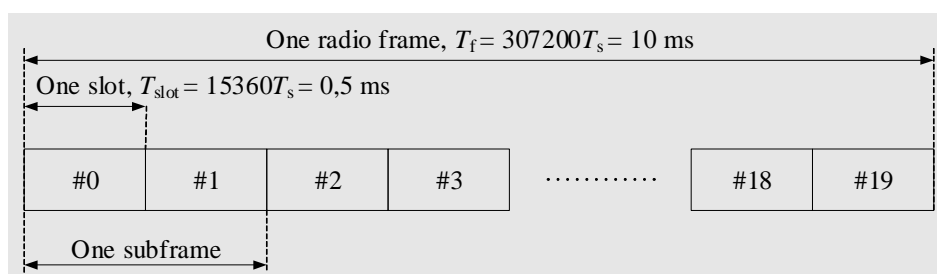 One radio frame, Tf = 307200Ts = 10 ms
One slot, Tslot = 15360Ts = 0,5 ms
#0 #1 #2 #3 ............ #18 #19
One subframe